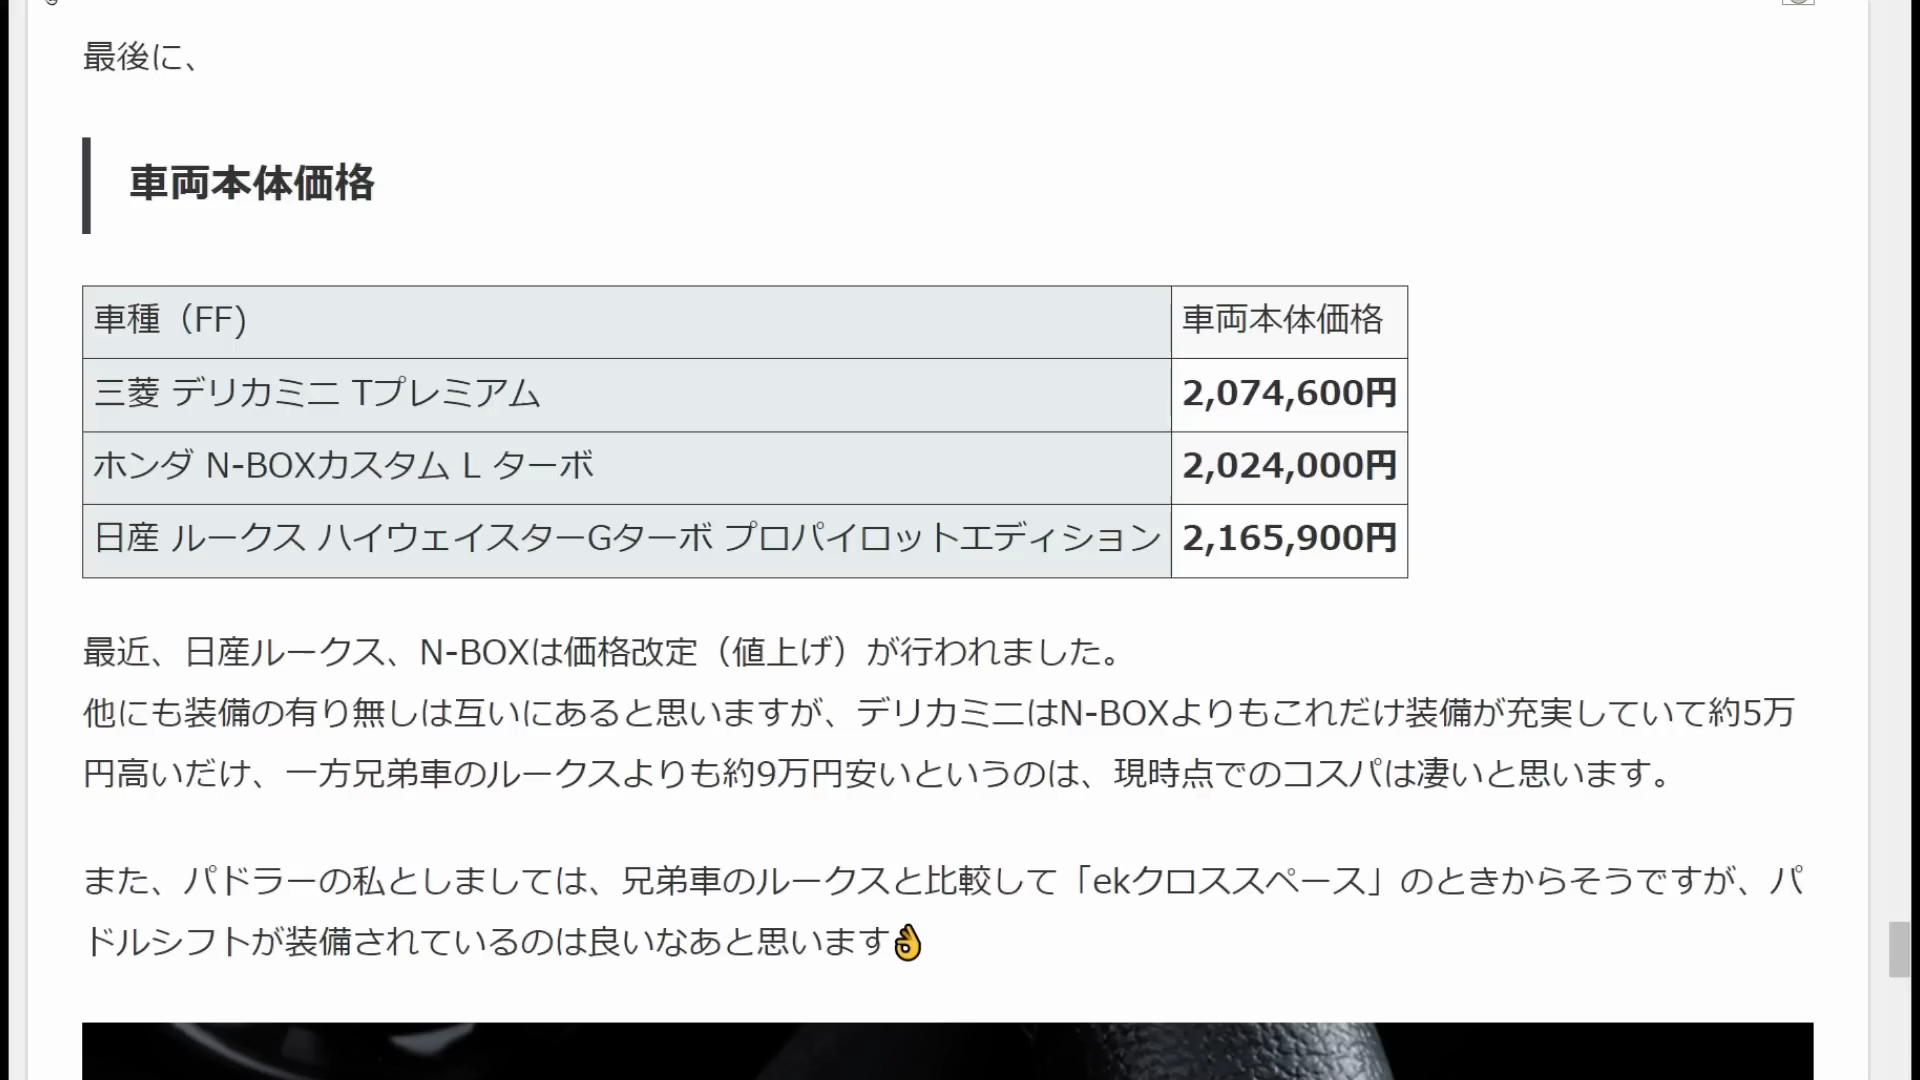 最後に、
車両本体価格
車種（FF)
車両本体価格
三菱 デリカミニ Tプレミアム
2,074,600円
ホンダ N-BOXカスタム L ターボ
2,024,000円
日産 ルークス ハイウェイスターGターボ プロパイロットエディション
2,165,900円
最近、日産ルークス、N-BOXは価格改定（値上げ）が行われました。
他にも装備の有り無しは互いにあると思いますが、デリカミニはN-BOXよりもこれだけ装備が充実していて約5万
円高いだけ、一方兄弟車のルークスよりも約9万円安いというのは、現時点でのコスパは凄いと思います。
また、パドラーの私としましては、兄弟車のルークスと比較して「ekクロススペース」のときからそうですが、パ
ドルシフトが装備されているのは良いなあと思います👌